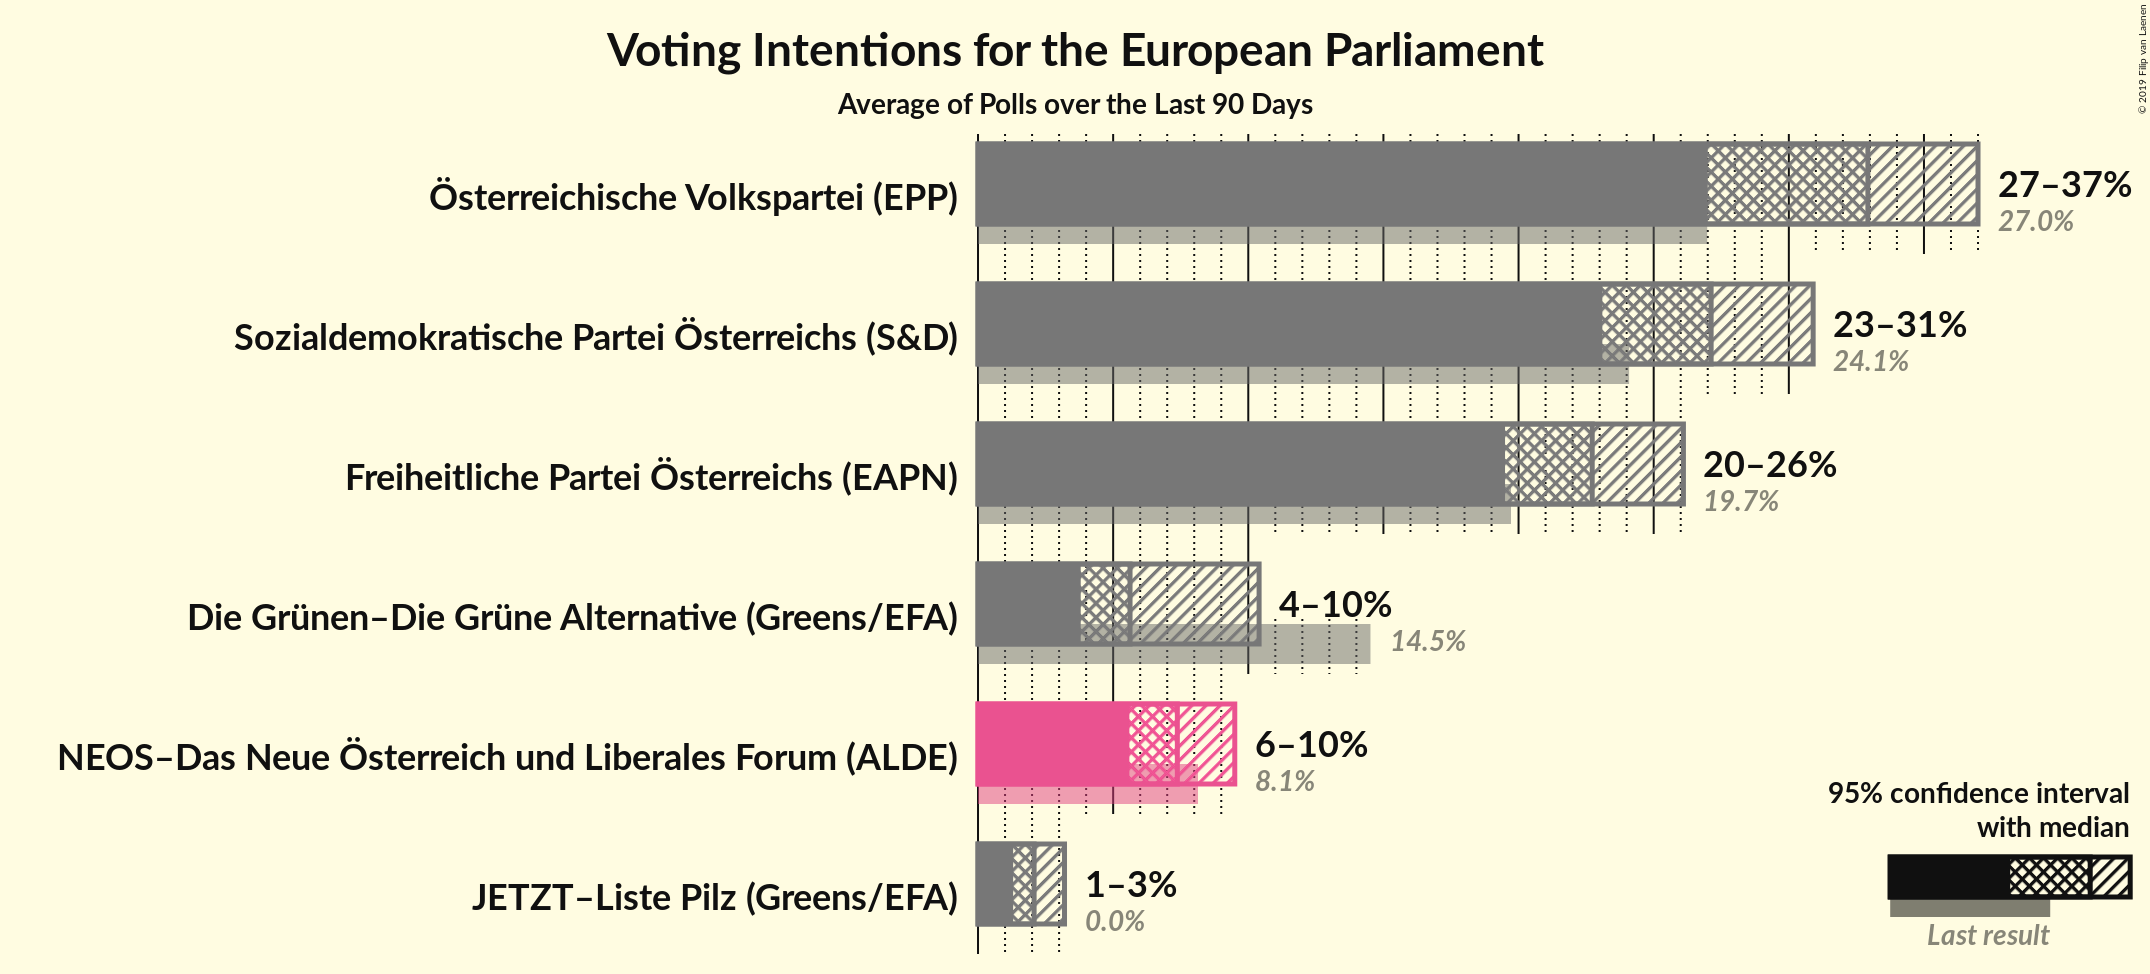 © 2019 Filip van Laenen
Voting Intentions for the European Parliament
Average of Polls over the Last 90 Days
Österreichische Volkspartei (EPP)
27–37%
27.0%
Sozialdemokratische Partei Österreichs (S&D)
23–31%
24.1%
Freiheitliche Partei Österreichs (EAPN)
20–26%
19.7%
Die Grünen–Die Grüne Alternative (Greens/EFA)
4–10%
14.5%
NEOS–Das Neue Österreich und Liberales Forum (ALDE)
6–10%
8.1%
JETZT–Liste Pilz (Greens/EFA)
1–3%
0.0%
95% confidence interval
with median
Last result